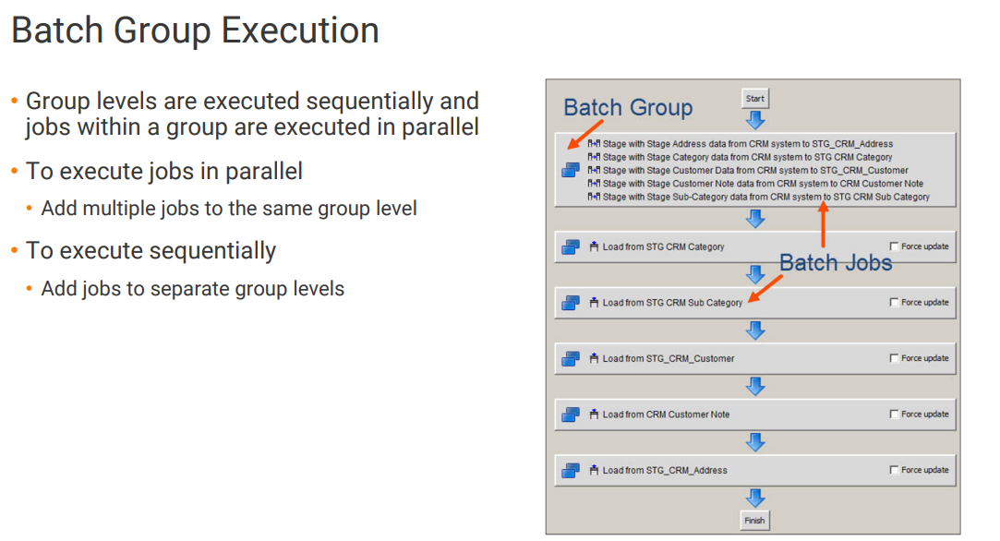 Batch Group Execution
• Group levels are executed sequentially and
jobs within a group are executed in parallel
• To execute jobs in parallel
• Add multiple jobs to the same group level
• To execute sequentially
• Add jobs to separate group levels
Start
Batch Group
Stage with Stage Address data from CRM system to STG_CRM_Address
Stage with Stage Category data from CRM system to STG CRM Category
Stage with Stage Customer Data from CRM system to STG_CRM_Customer
Stage with Stage Customer Note data from CRM system to CRM Customer Note
Stage with Stage Sub-Category data from CRM system to STG CRM Sub Category
Load from STG CRM Category Force update
Batch Jobs
Load from STG CRM Sub Category Force update
Load from STG_CRM_Customer Force update
Load from CRM Customer Note Force update
Load from STG_CRM_Address Force update
Finish